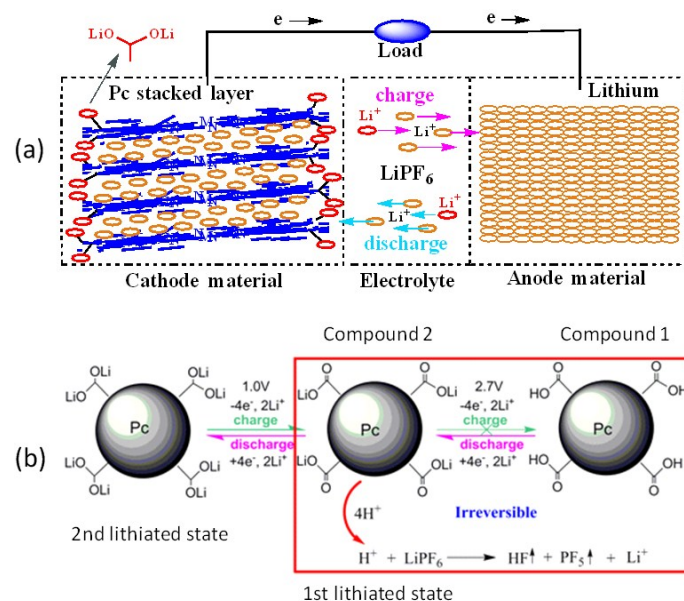 e → e →
LiO OLi
Load
Pc stacked layer
charge
Lithium
Li⁺
Li⁺
(a)
LiPF₆
Li⁺
Li⁺
discharge
Cathode material Electrolyte Anode material
Compound 2 Compound 1
OLi OLi O O O O
LiO OLi LiO OLi HO OH
1.0V 2.7V
-4e⁻, 2Li⁺ -4e⁻, 2Li⁺
charge charge
Pc Pc Pc
(b)
discharge discharge
+4e⁻, 2Li⁺ +4e⁻, 2Li⁺
LiO OLi LiO OLi HO OH
OLi OLi O O O O
4H⁺ Irreversible
2nd lithiated state
H⁺ + LiPF₆ → HF↑ + PF₅↑ + Li⁺
1st lithiated state